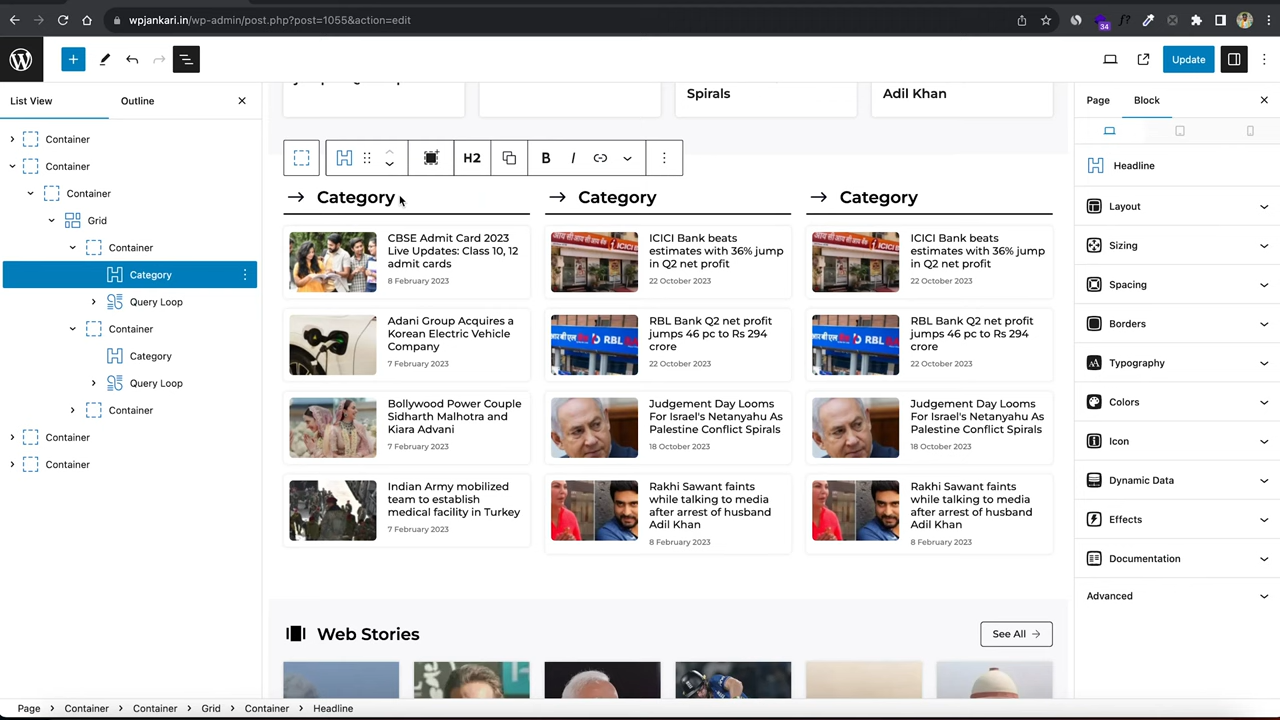 wpjankari.in/wp-admin/post.php?post=1055&action=edit
34
Update
List View
Outline
Container
Container
Container
Grid
Container
Category
Query Loop
Container
Category
Query Loop
Container
Container
Container
Spirals
Adil Khan
H2
B
i
Category
CBSE Admit Card 2023
Live Updates: Class 10, 12
admit cards
8 February 2023
Adani Group Acquires a
Korean Electric Vehicle
Company
7 February 2023
Bollywood Power Couple
Sidharth Malhotra and
Kiara Advani
7 February 2023
Indian Army mobilized
team to establish
medical facility in Turkey
7 February 2023
Category
ICICI Bank beats
estimates with 36% jump
in Q2 net profit
22 October 2023
RBL Bank Q2 net profit
jumps 46 pc to Rs 294
crore
22 October 2023
Judgement Day Looms
For Israel's Netanyahu As
Palestine Conflict Spirals
18 October 2023
Rakhi Sawant faints
while talking to media
after arrest of husband
Adil Khan
8 February 2023
Category
ICICI Bank beats
estimates with 36% jump
in Q2 net profit
22 October 2023
RBL Bank Q2 net profit
jumps 46 pc to Rs 294
crore
22 October 2023
Judgement Day Looms
For Israel's Netanyahu As
Palestine Conflict Spirals
18 October 2023
Rakhi Sawant faints
while talking to media
after arrest of husband
Adil Khan
8 February 2023
Web Stories
See All
Page
Block
Headline
Layout
Sizing
Spacing
Borders
Typography
Colors
Icon
Dynamic Data
Effects
Documentation
Advanced
Page > Container > Container > Grid > Container > Headline